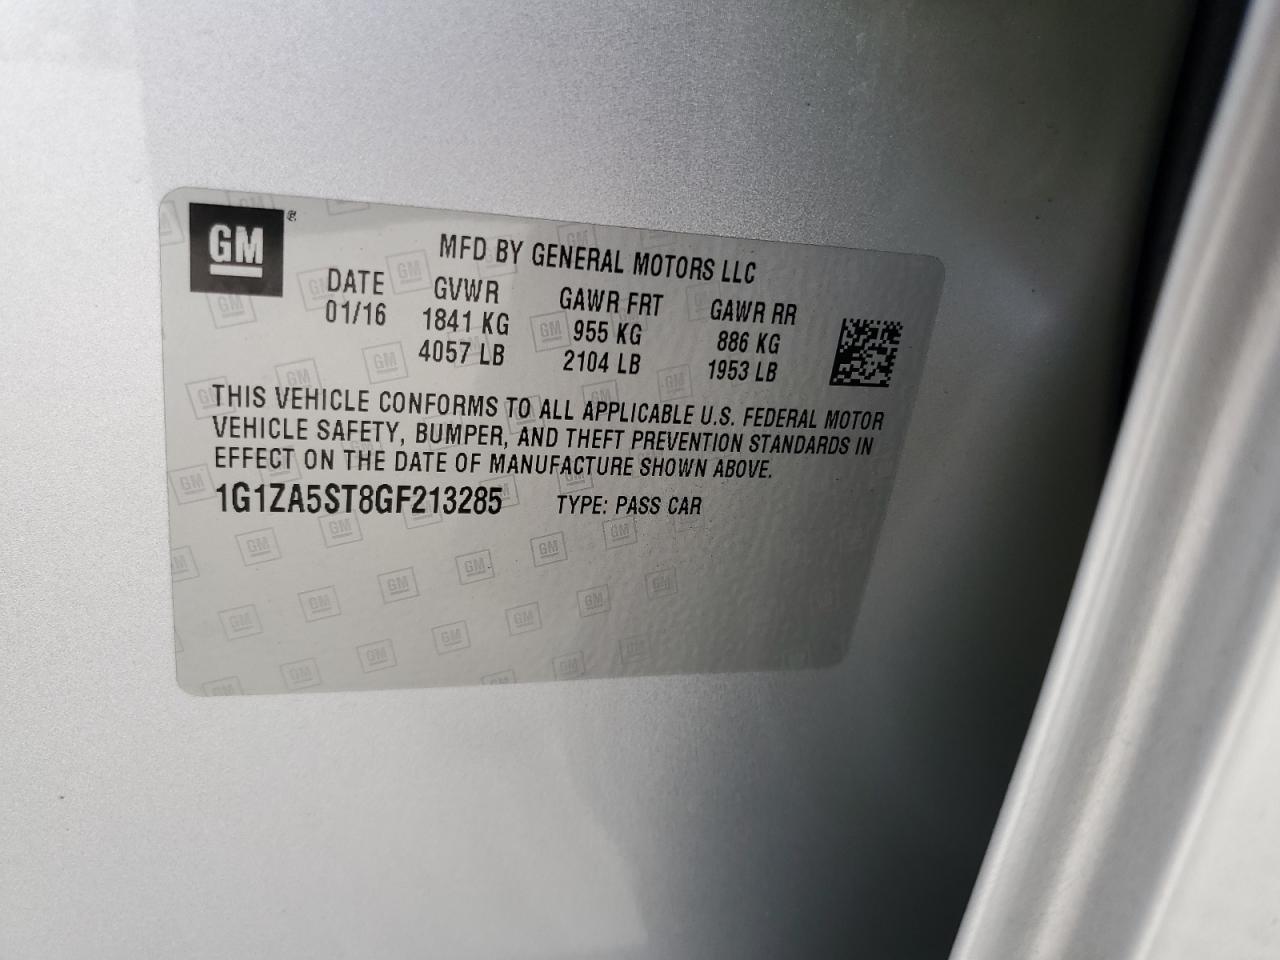 GM
MFD BY GENERAL MOTORS LLC
DATE GVWR GAWR FRT GAWR RR
01/16 1841 KG 955 KG 886 KG
4057 LB 2104 LB 1953 LB
THIS VEHICLE CONFORMS TO ALL APPLICABLE U.S. FEDERAL MOTOR
VEHICLE SAFETY, BUMPER, AND THEFT PREVENTION STANDARDS IN
EFFECT ON THE DATE OF MANUFACTURE SHOWN ABOVE.
1G1ZA5ST8GF213285 TYPE: PASS CAR